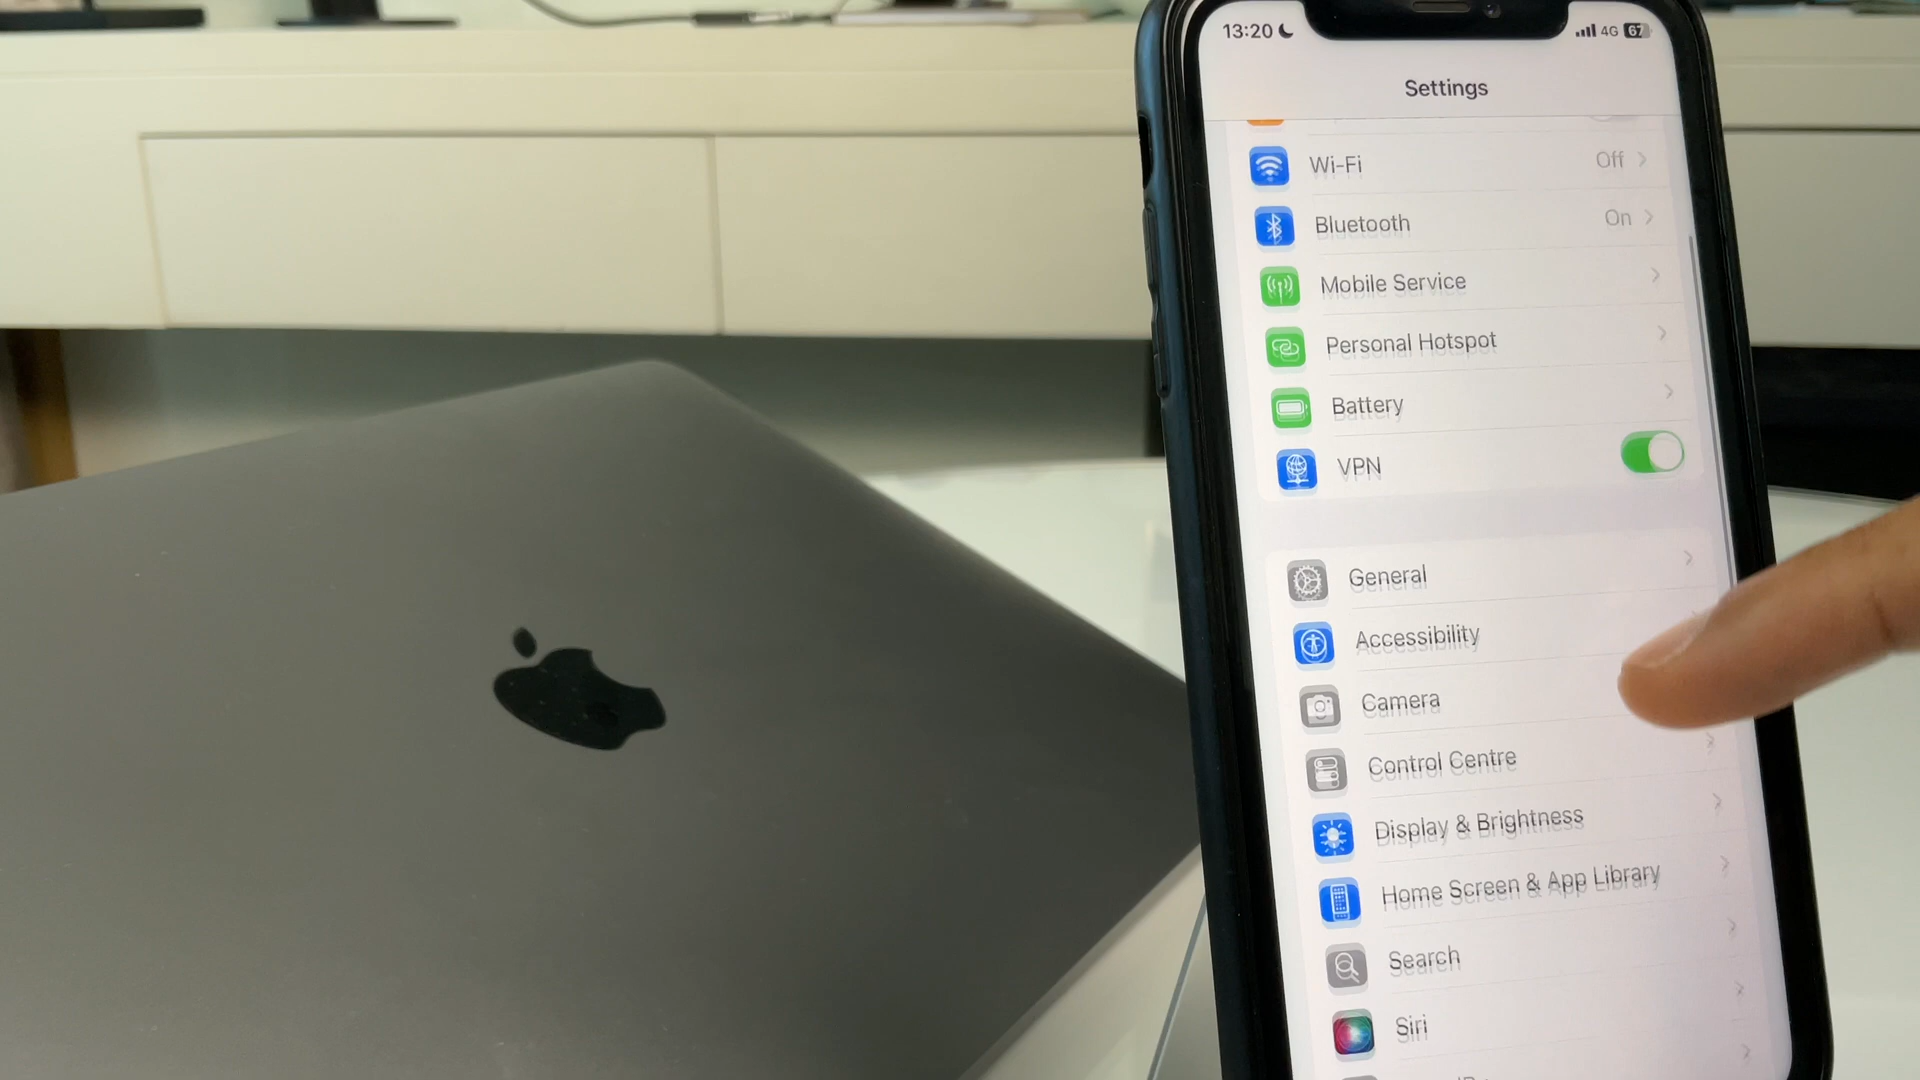 13:20 4G 67
Settings
Wi-Fi Off
Bluetooth On
Mobile Service
Personal Hotspot
Battery
VPN
General
Accessibility
Camera
Control Centre
Display & Brightness
Home Screen & App Library
Search
Siri